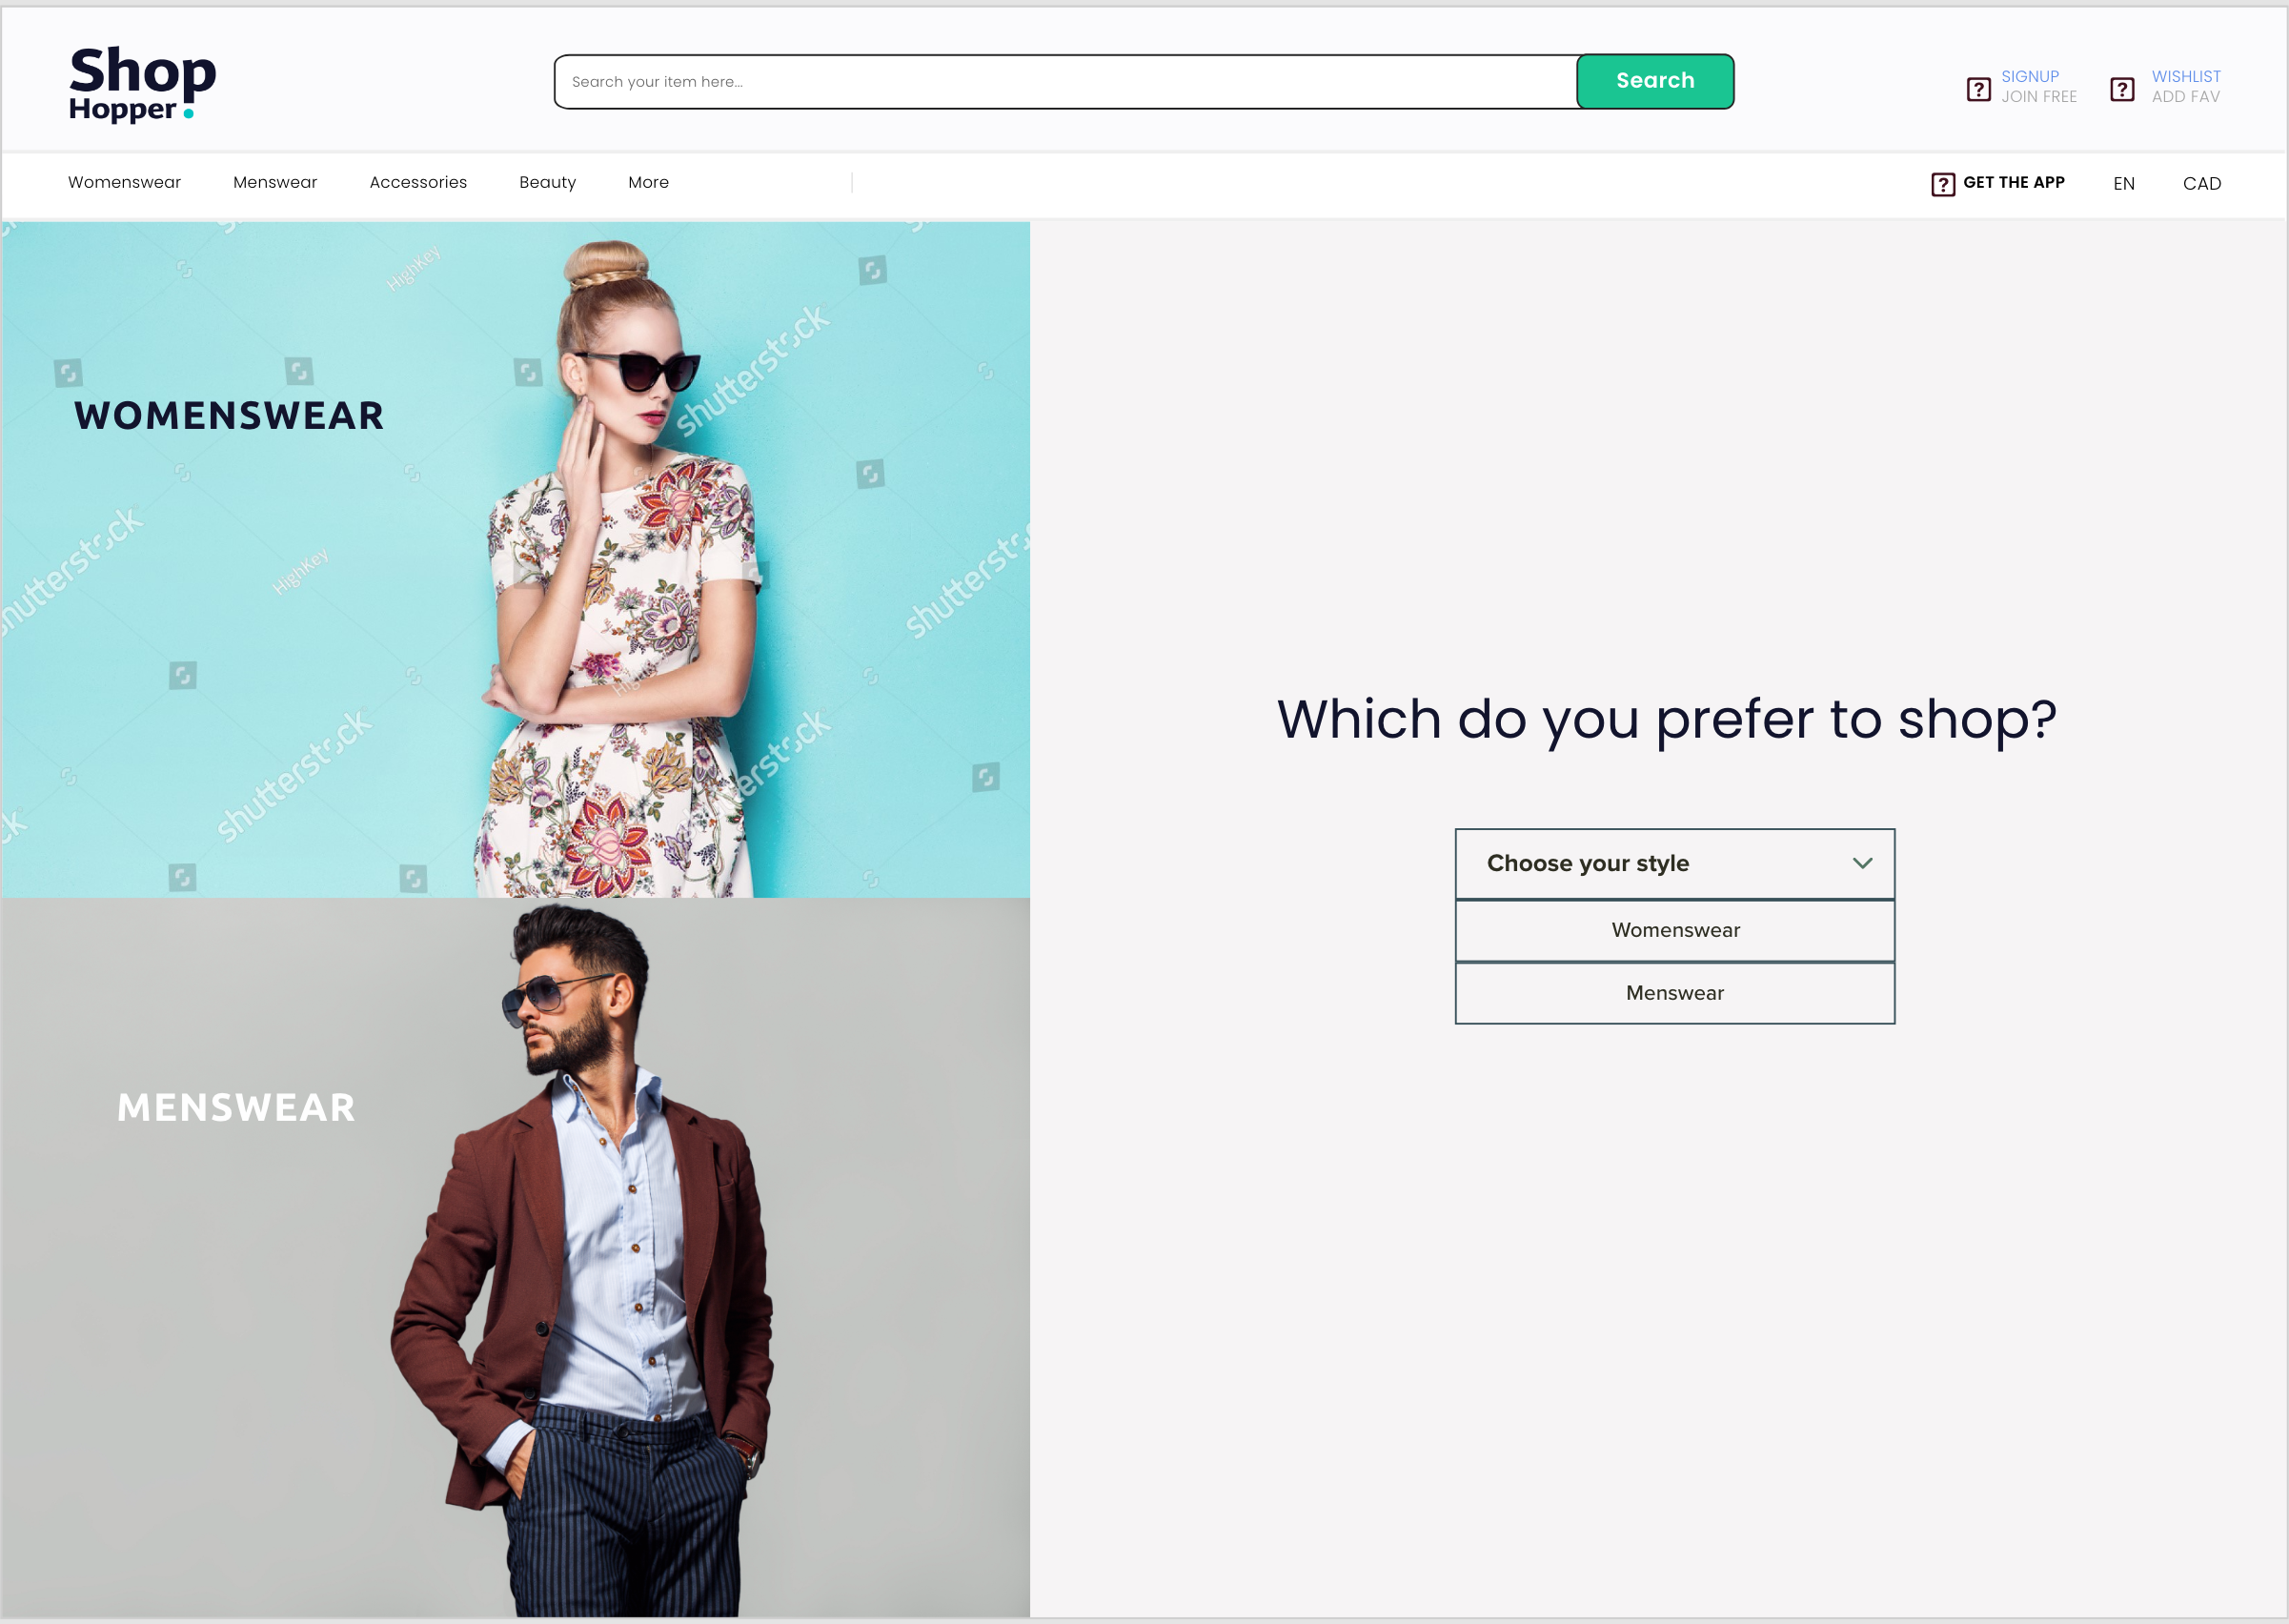 Shop
Hopper
Search your item here...
Search
SIGNUP
JOIN FREE
WISHLIST
ADD FAV
Womenswear
Menswear
Accessories
Beauty
More
GET THE APP
EN
CAD
HighKey
shutterstock
WOMENSWEAR
shutterstock
HighKey
shutterstock
shutterstock
Which do you prefer to shop?
Choose your style
Womenswear
Menswear
MENSWEAR